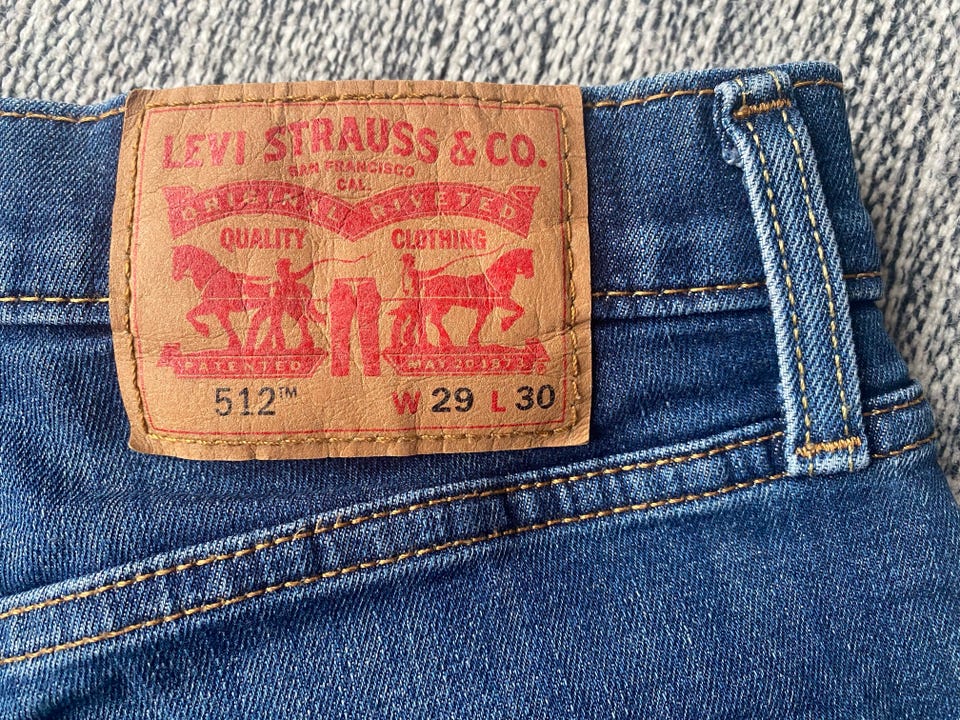 LEVI STRAUSS & CO.
SAN FRANCISCO
CAL.
ORIGINAL RIVETED
QUALITY CLOTHING
PATENTED MAY 20 1873
512™ W 29 L 30